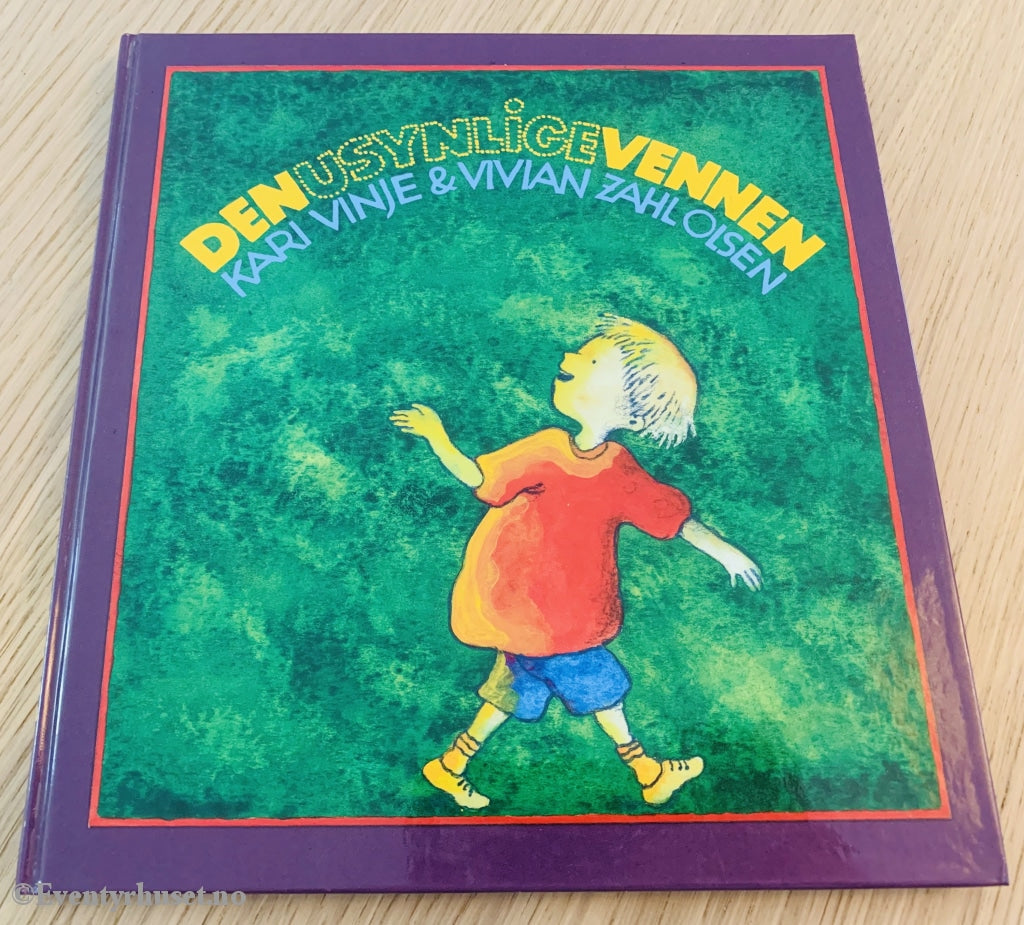 DEN USYNLIGE VENNEN
KARI VINJE & VIVIAN ZAHL OLSEN
©Eventyrhuset.no